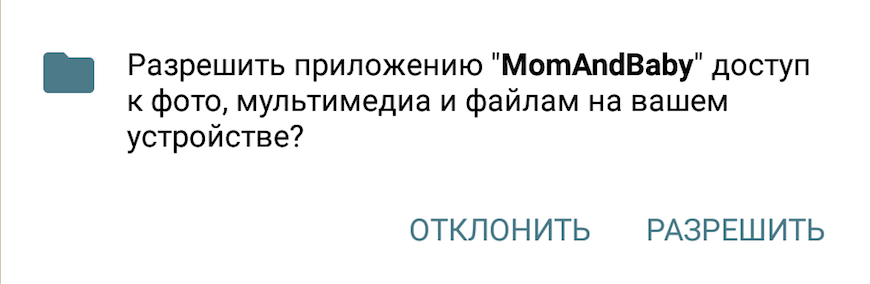 Разрешить приложению "MomAndBaby" доступ
к фото, мультимедиа и файлам на вашем
устройстве?
ОТКЛОНИТЬ РАЗРЕШИТЬ